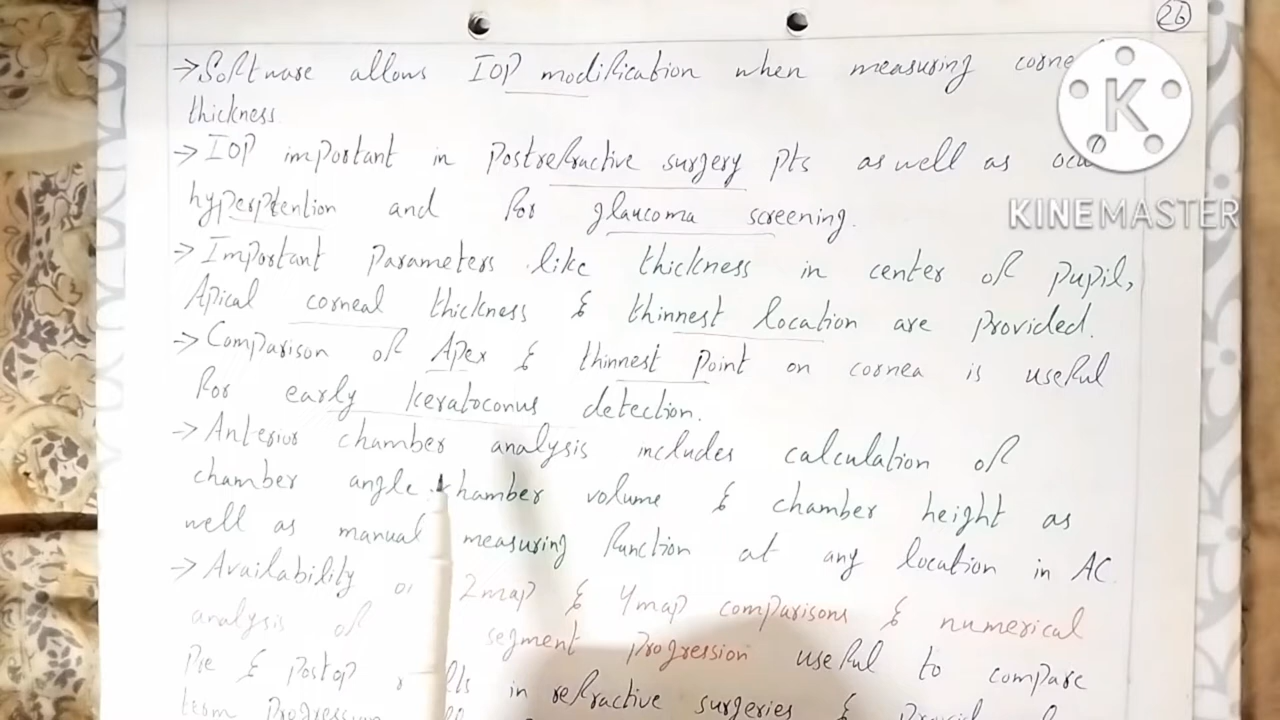 26
→ Software allows IOP modification when measuring
thickness.
→ IOP important in postrefractive surgery pts as well as
hyperptention and for glaucoma screening.
→ Important parameters like thickness in center of pupil,
Apical corneal thickness & thinnest location are provided.
→ Comparison of Apex & thinnest point on cornea is useful
for early keratoconus detection.
→ Anterior chamber analysis includes calculation of
chamber angle chamber volume & chamber height as
well as manual measuring function at any location in AC.
→ Availability 2map & 4map comparisons & numerical
analysis of segment progression useful to compare
Pre & postop in refractive surgeries &
term
K
KINEMASTER